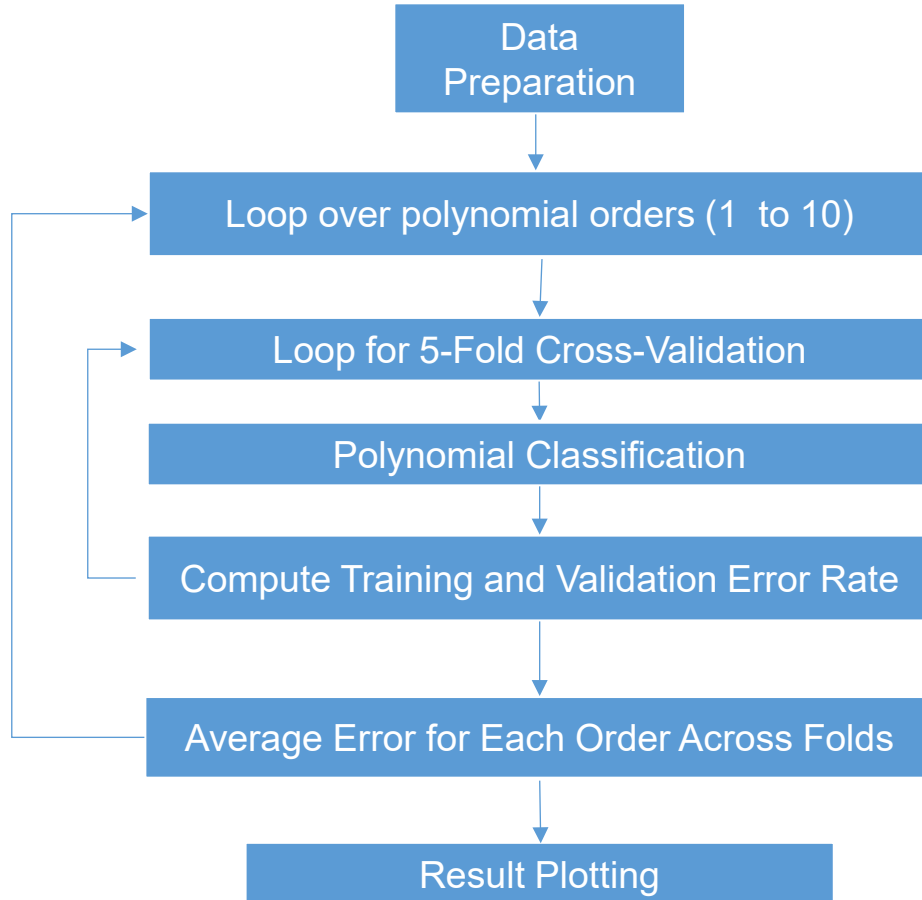 Data
Preparation
Loop over polynomial orders (1  to 10)
Loop for 5-Fold Cross-Validation
Polynomial Classification
Compute Training and Validation Error Rate
Average Error for Each Order Across Folds
Result Plotting